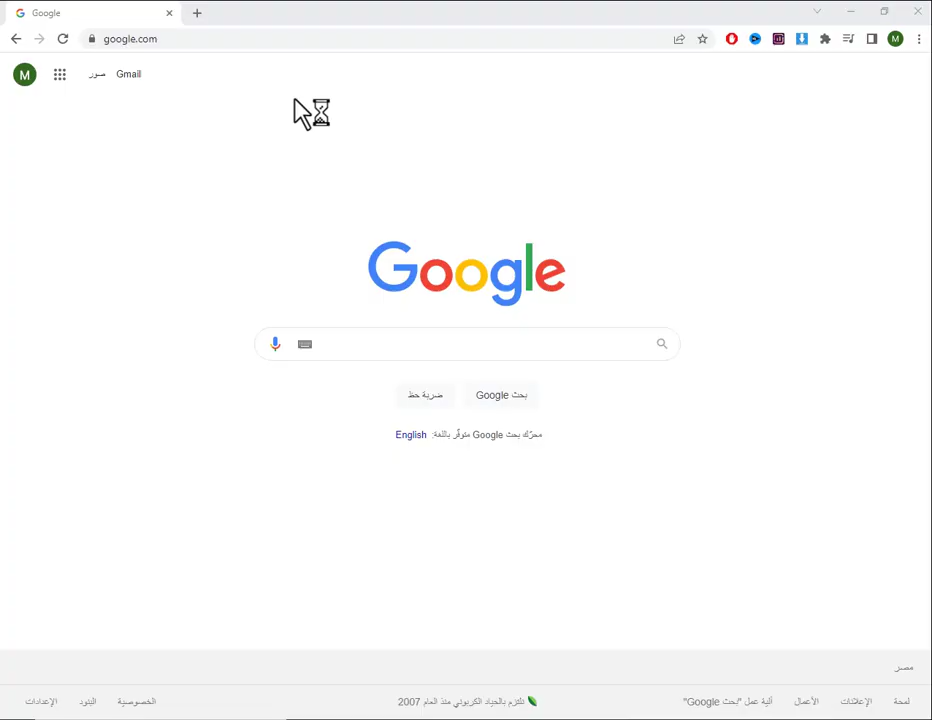 Google
google.com
M
M
صور
Gmail
Google
بحث Google
ضربة حظ
محرّك بحث Google متوفّر باللغة: English
مصر
لمحة
الإعلانات
الأعمال
آلية عمل "بحث Google"
نلتزم بالحياد الكربوني منذ العام 2007
الخصوصية
البنود
الإعدادات